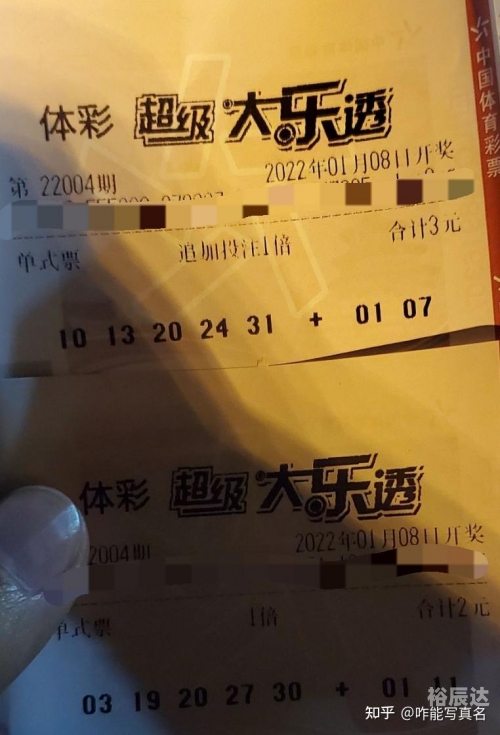 中国体育彩票
体彩 超级大乐透
第 22004期 2022年01月08日开奖
单式票 追加投注1倍 合计3元
10 13 20 24 31 + 01 07
体彩 超级大乐透
2004期 2022年01月08日开奖
单式票 1倍 合计2元
03 19 20 27 30 + 01 11
裕辰达
知乎 @咋能写真名